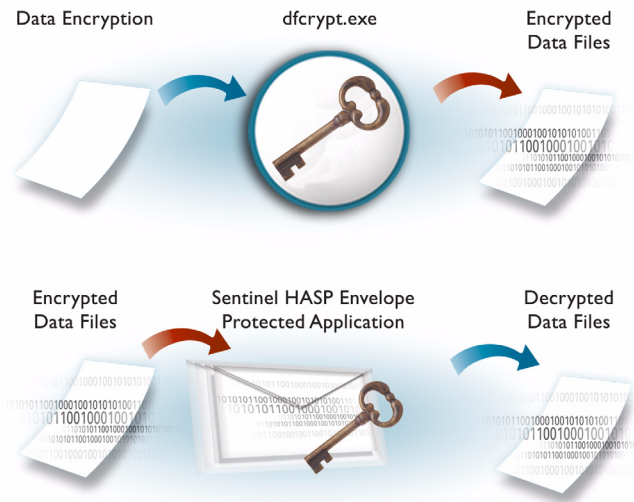 Data Encryption
dfcrypt.exe
Encrypted
Data Files
Encrypted
Data Files
Sentinel HASP Envelope
Protected Application
Decrypted
Data Files